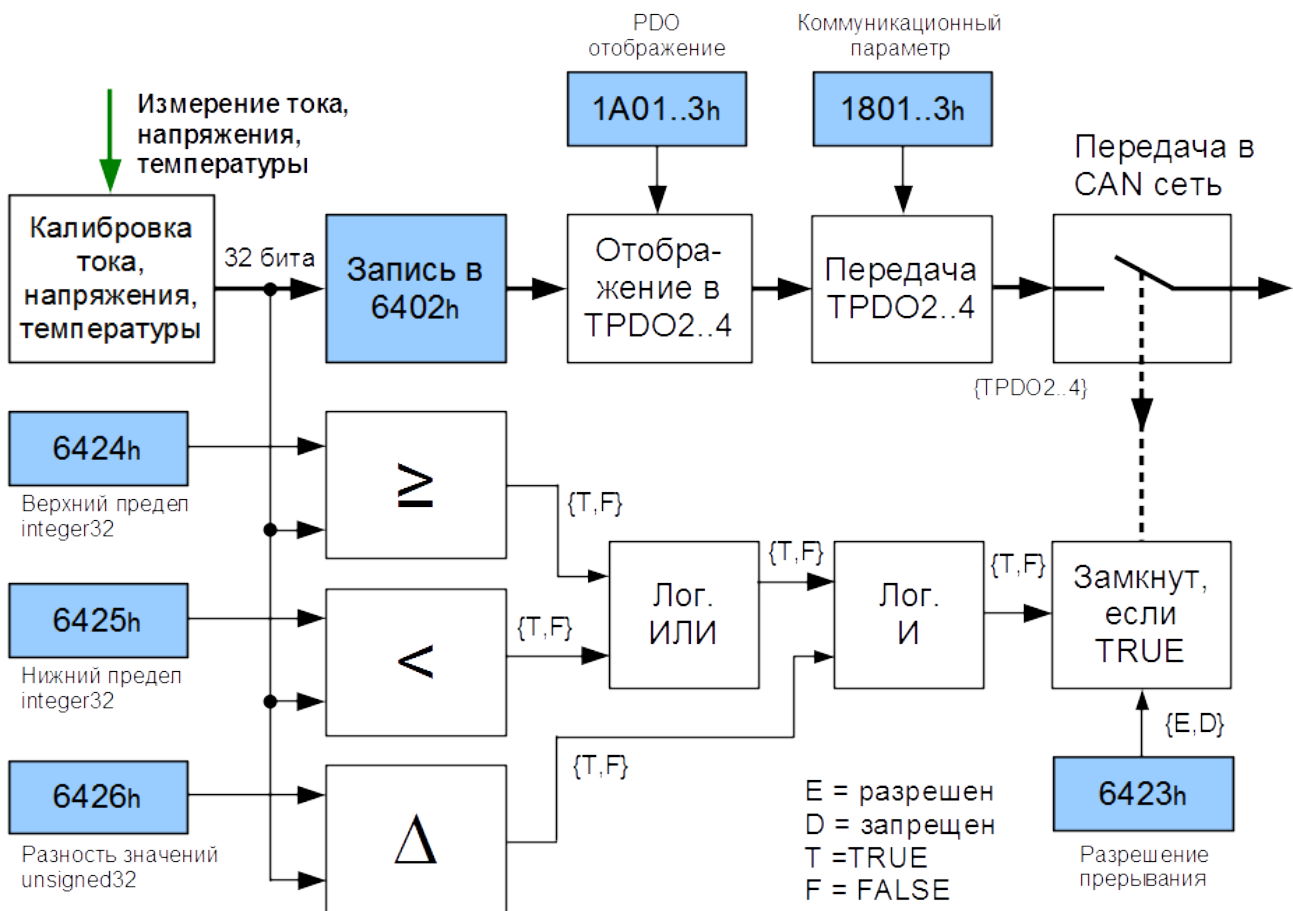 PDO
отображение
Коммуникационный
параметр
1A01..3h
1801..3h
Измерение тока,
напряжения,
температуры
Передача в
CAN сеть
Калибровка
тока,
напряжения,
температуры
32 бита
Запись в
6402h
Отобра-
жение в
TPDO2..4
Передача
TPDO2..4
{TPDO2..4}
6424h
Верхний предел
integer32
≥
{T,F}
6425h
Нижний предел
integer32
<
{T,F}
Лог.
ИЛИ
{T,F}
Лог.
И
{T,F}
Замкнут,
если
TRUE
{E,D}
6426h
Разность значений
unsigned32
Δ
{T,F}
E = разрешен
D = запрещен
T =TRUE
F = FALSE
6423h
Разрешение
прерывания